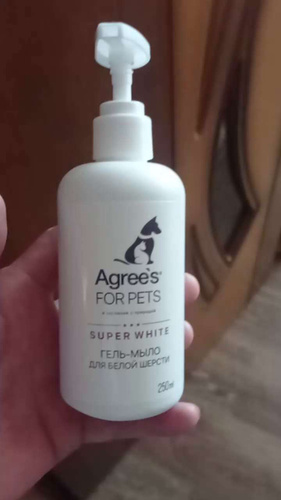 Agree's®
FOR PETS
SUPER WHITE
ГЕЛЬ-МЫЛО
ДЛЯ БЕЛОЙ ШЕРСТИ
250ml